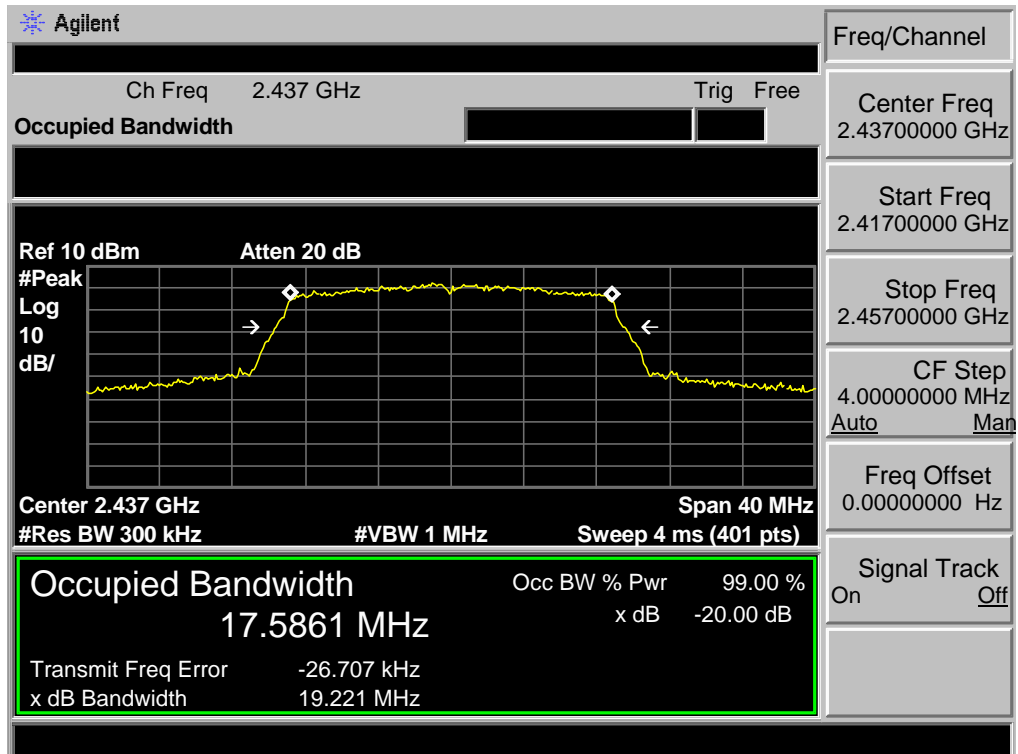 Agilent
Freq/Channel
Ch Freq 2.437 GHz Trig Free
Occupied Bandwidth
Center Freq
2.43700000 GHz
Start Freq
2.41700000 GHz
Ref 10 dBm Atten 20 dB
#Peak
Log
10
dB/
Stop Freq
2.45700000 GHz
CF Step
4.00000000 MHz
Auto Man
Center 2.437 GHz Span 40 MHz
#Res BW 300 kHz #VBW 1 MHz Sweep 4 ms (401 pts)
Freq Offset
0.00000000 Hz
Occupied Bandwidth Occ BW % Pwr 99.00 %
17.5861 MHz x dB -20.00 dB
Signal Track
On Off
Transmit Freq Error -26.707 kHz
x dB Bandwidth 19.221 MHz